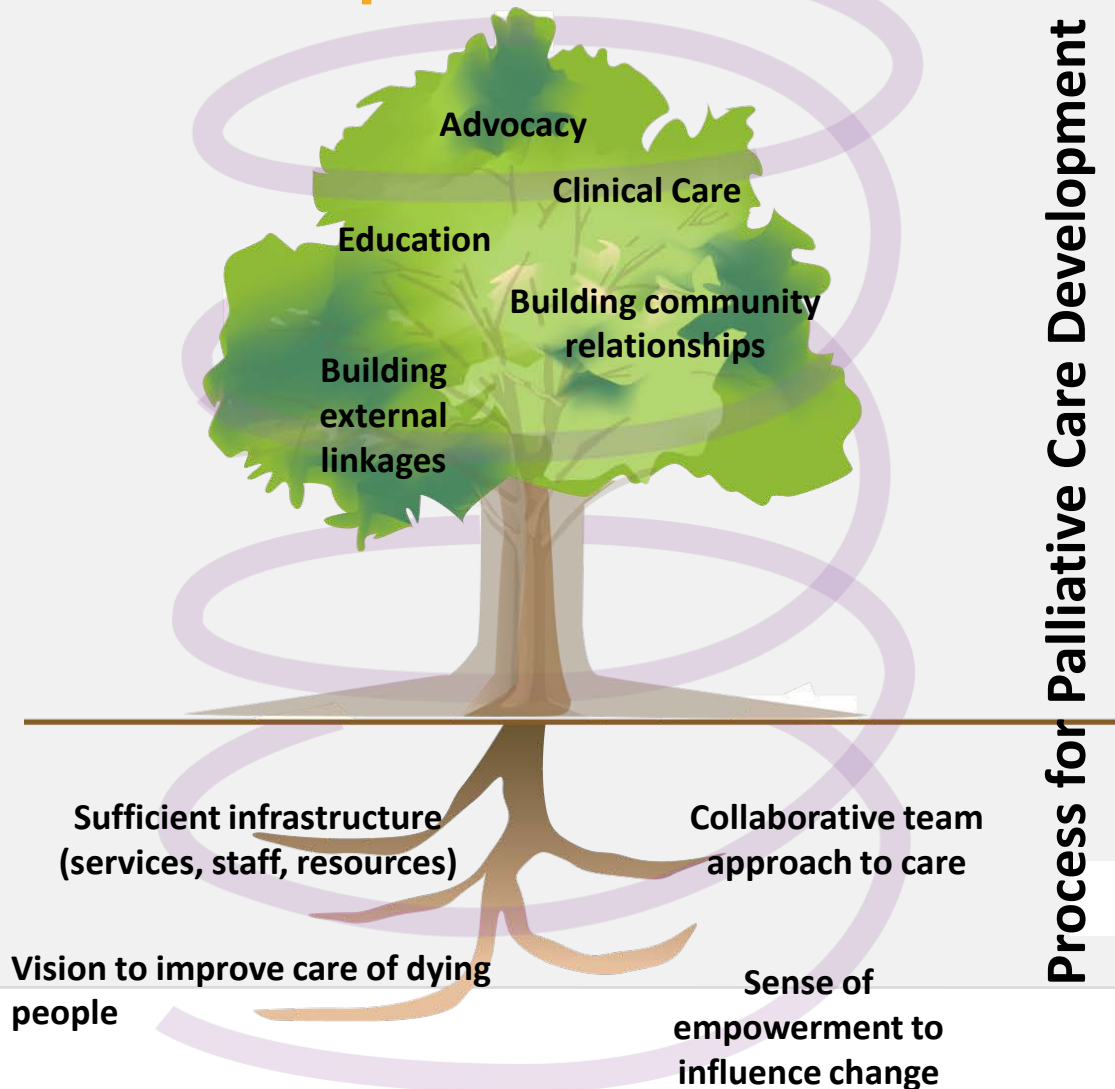 Advocacy
Clinical Care
Education
Building community
relationships
Building
external
linkages
Sufficient infrastructure
(services, staff, resources)
Collaborative team
approach to care
Vision to improve care of dying
people
Sense of
empowerment to
influence change
Process for Palliative Care Development